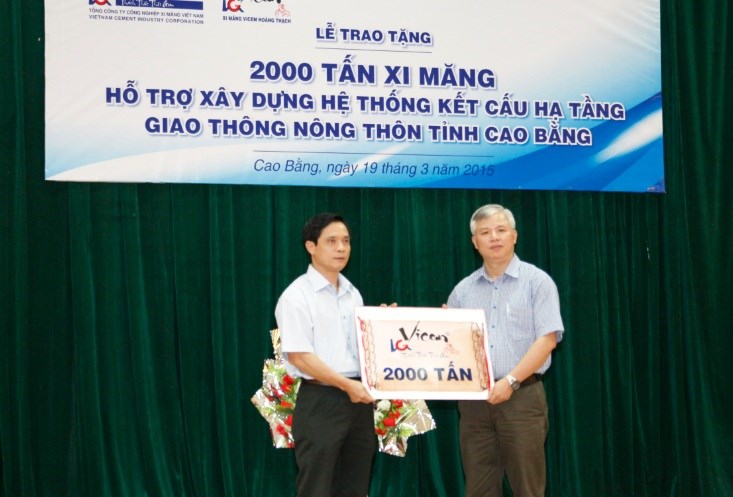 TỔNG CÔNG TY CÔNG NGHIỆP XI MĂNG VIỆT NAM
VIETNAM CEMENT INDUSTRY CORPORATION
XI MĂNG VICEM HOÀNG THẠCH
LỄ TRAO TẶNG
2000 TẤN XI MĂNG
HỖ TRỢ XÂY DỰNG HỆ THỐNG KẾT CẤU HẠ TẦNG
GIAO THÔNG NÔNG THÔN TỈNH CAO BẰNG
Cao Bằng, ngày 19 tháng 3 năm 2015
Vicem
2000 TẤN